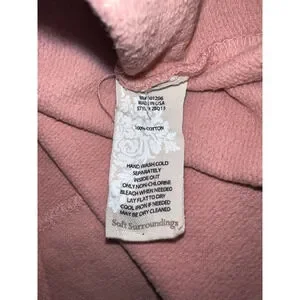 MADE IN USA
100% COTTON
HAND WASH COLD
SEPARATELY
INSIDE OUT
ONLY NON-CHLORINE
BLEACH WHEN NEEDED
LAY FLAT TO DRY
COOL IRON IF NEEDED
MAY BE DRY CLEANED
Soft Surroundings